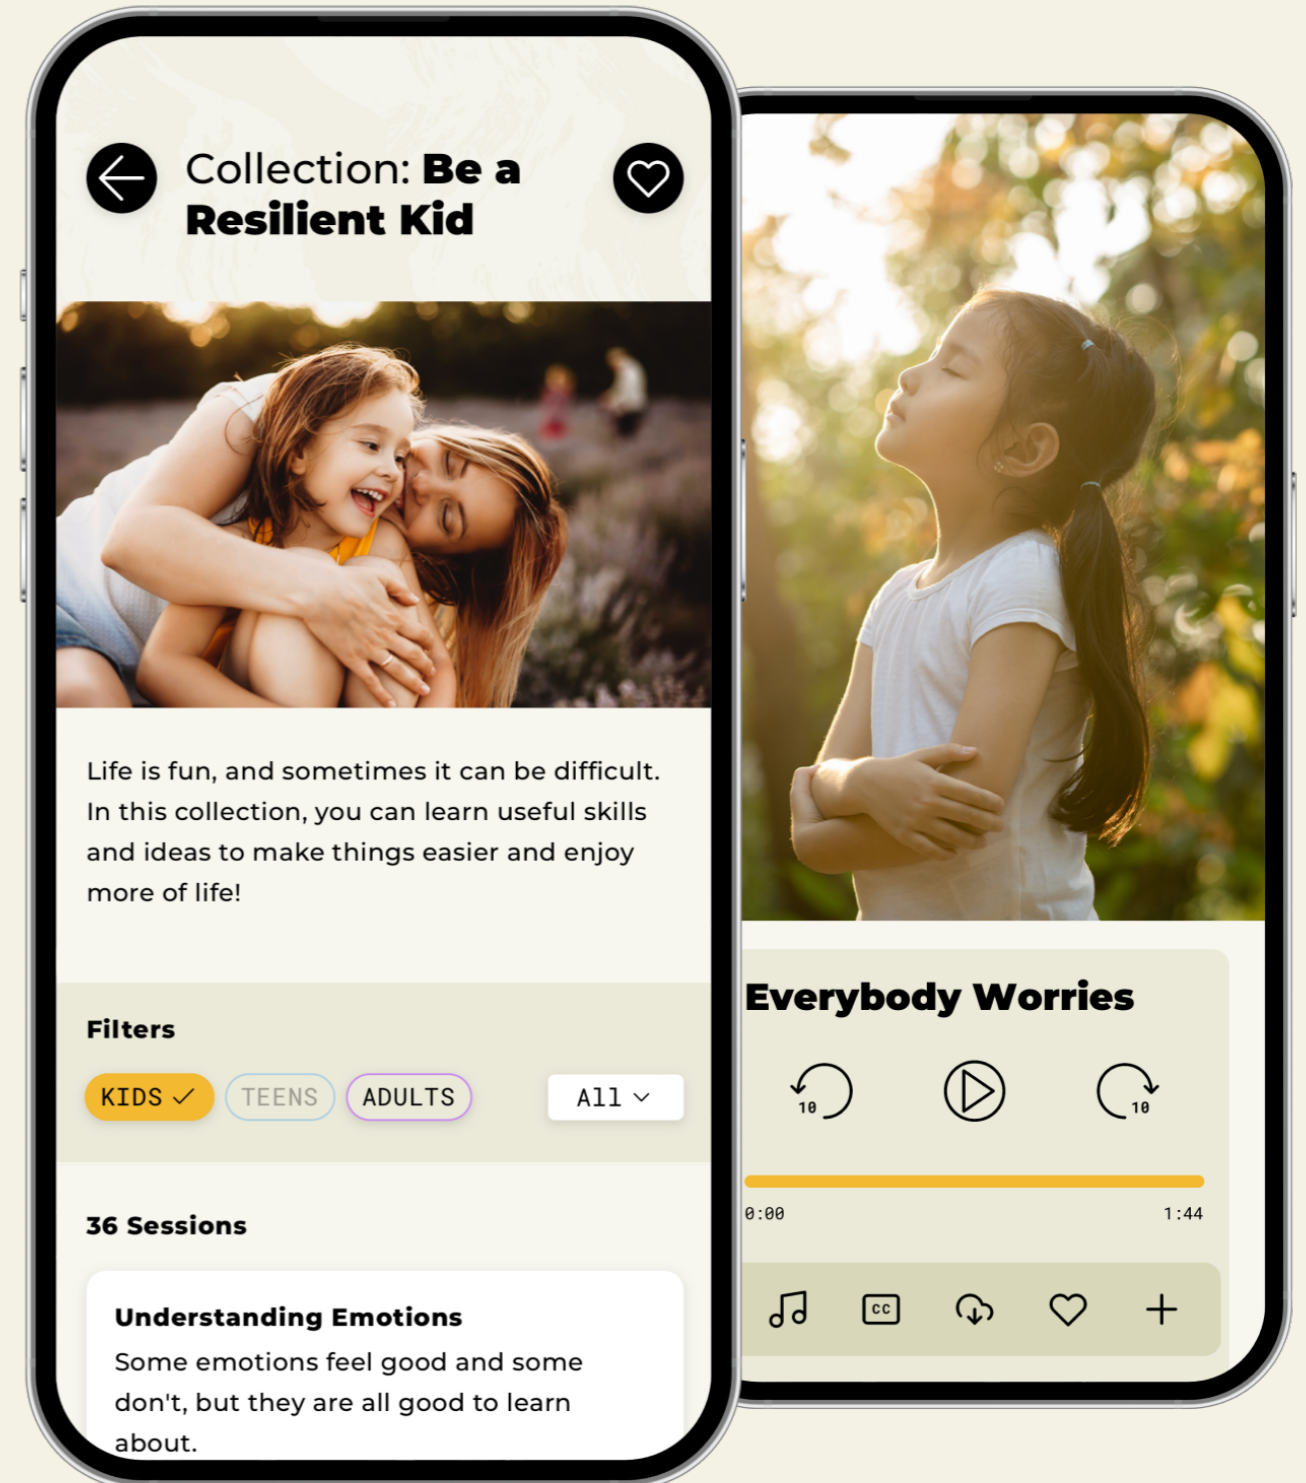 Collection: Be a
Resilient Kid
Life is fun, and sometimes it can be difficult.
In this collection, you can learn useful skills
and ideas to make things easier and enjoy
more of life!
Filters
KIDS
TEENS
ADULTS
All
36 Sessions
Understanding Emotions
Some emotions feel good and some
don't, but they are all good to learn
about.
Everybody Worries
10
10
0:00
1:44
CC